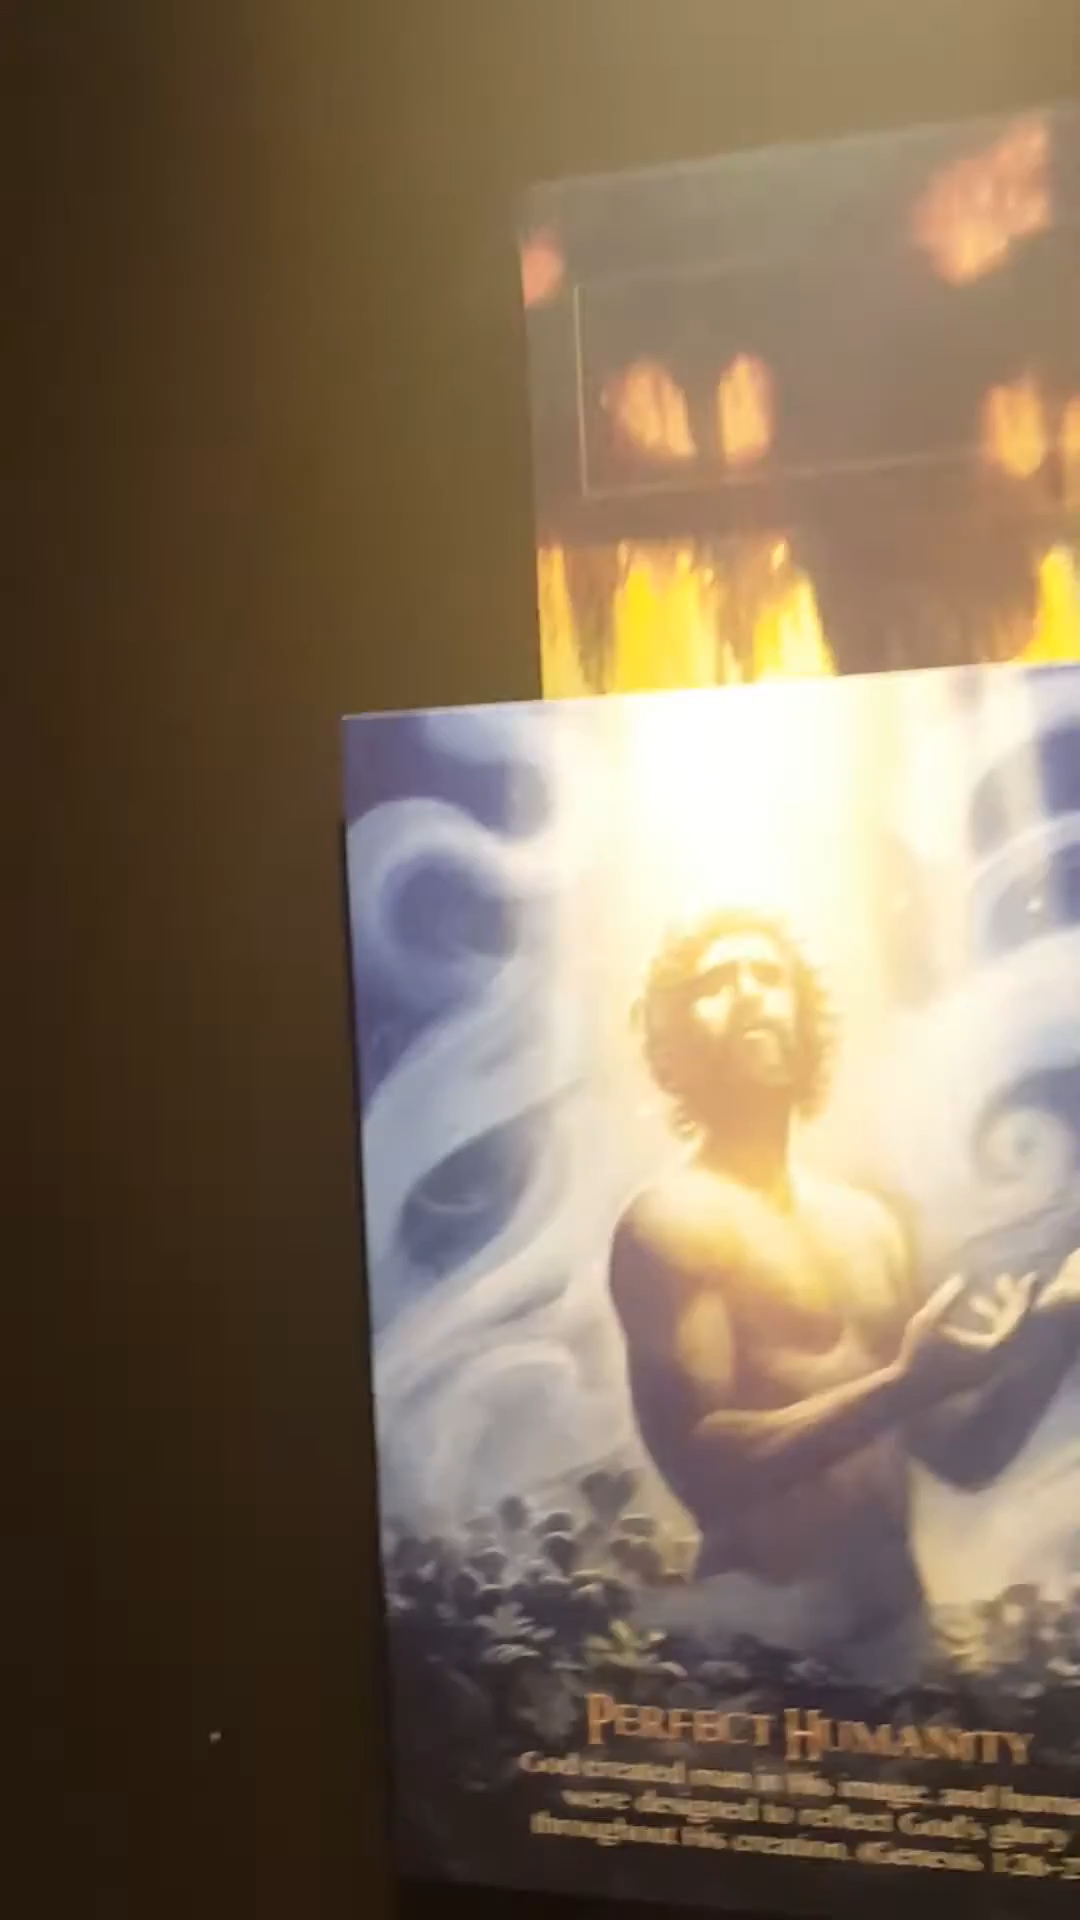 PERFECT HUMANITY
God created man in His image, and
were designed to reflect God's glory
throughout His creation. (Genesis 1:26-